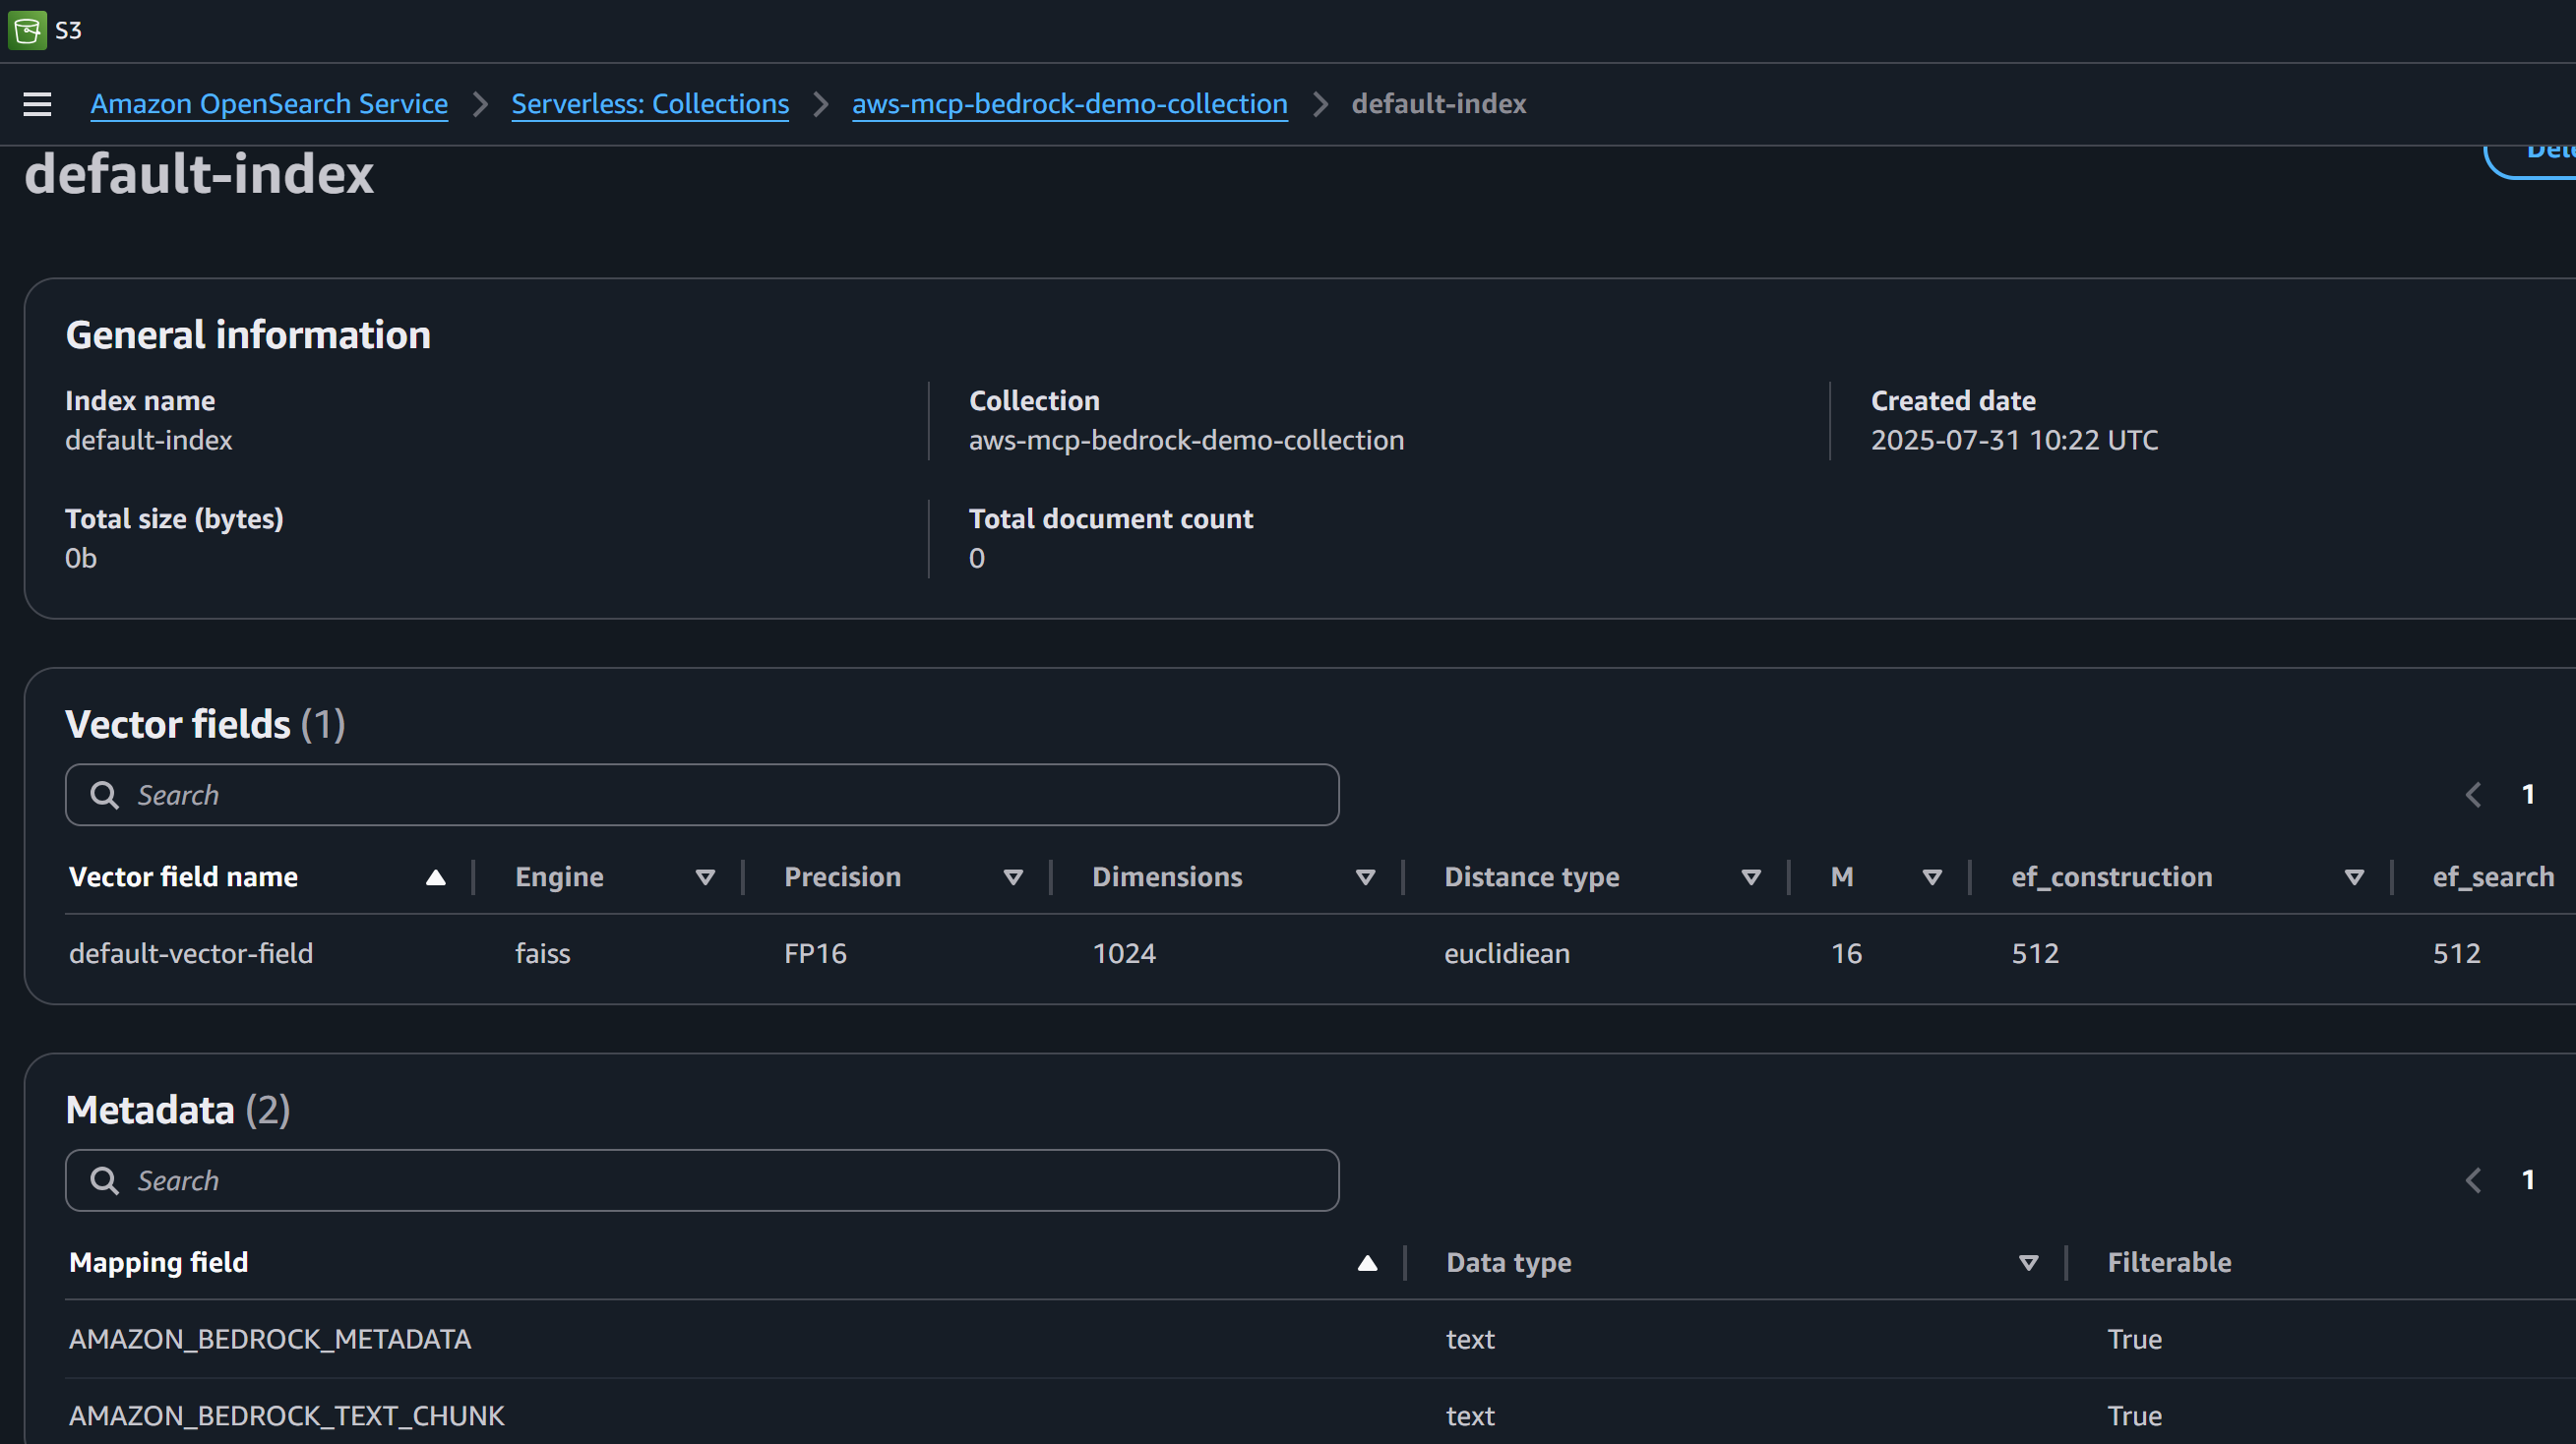 S3
Amazon OpenSearch Service > Serverless: Collections > aws-mcp-bedrock-demo-collection > default-index
default-index
General information
Index name Collection Created date
default-index aws-mcp-bedrock-demo-collection 2025-07-31 10:22 UTC
Total size (bytes) Total document count
0b 0
Vector fields (1)
Search 1
Vector field name Engine Precision Dimensions Distance type M ef_construction ef_search
default-vector-field faiss FP16 1024 euclidiean 16 512 512
Metadata (2)
Search 1
Mapping field Data type Filterable
AMAZON_BEDROCK_METADATA text True
AMAZON_BEDROCK_TEXT_CHUNK text True